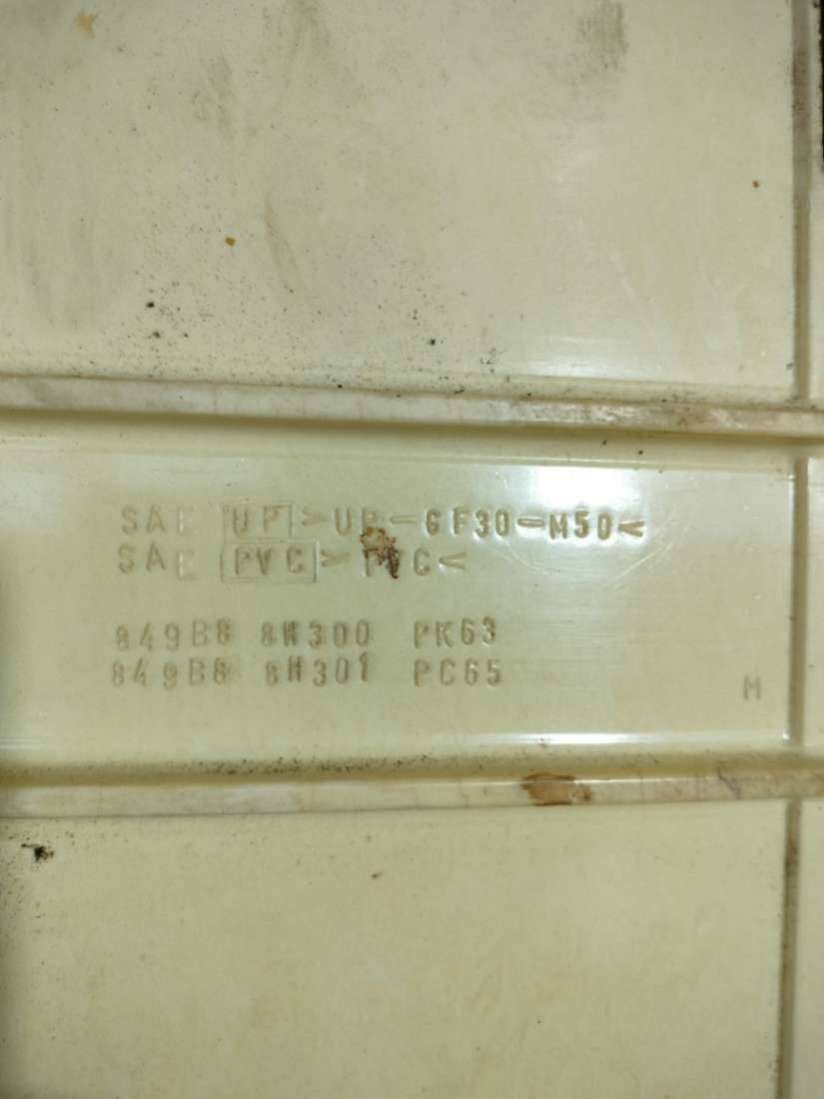 SAE UP >UP-GF30-M50<
SAE PVC >PVC<
849B8 8H300 PK63
849B8 8H301 PC65
M